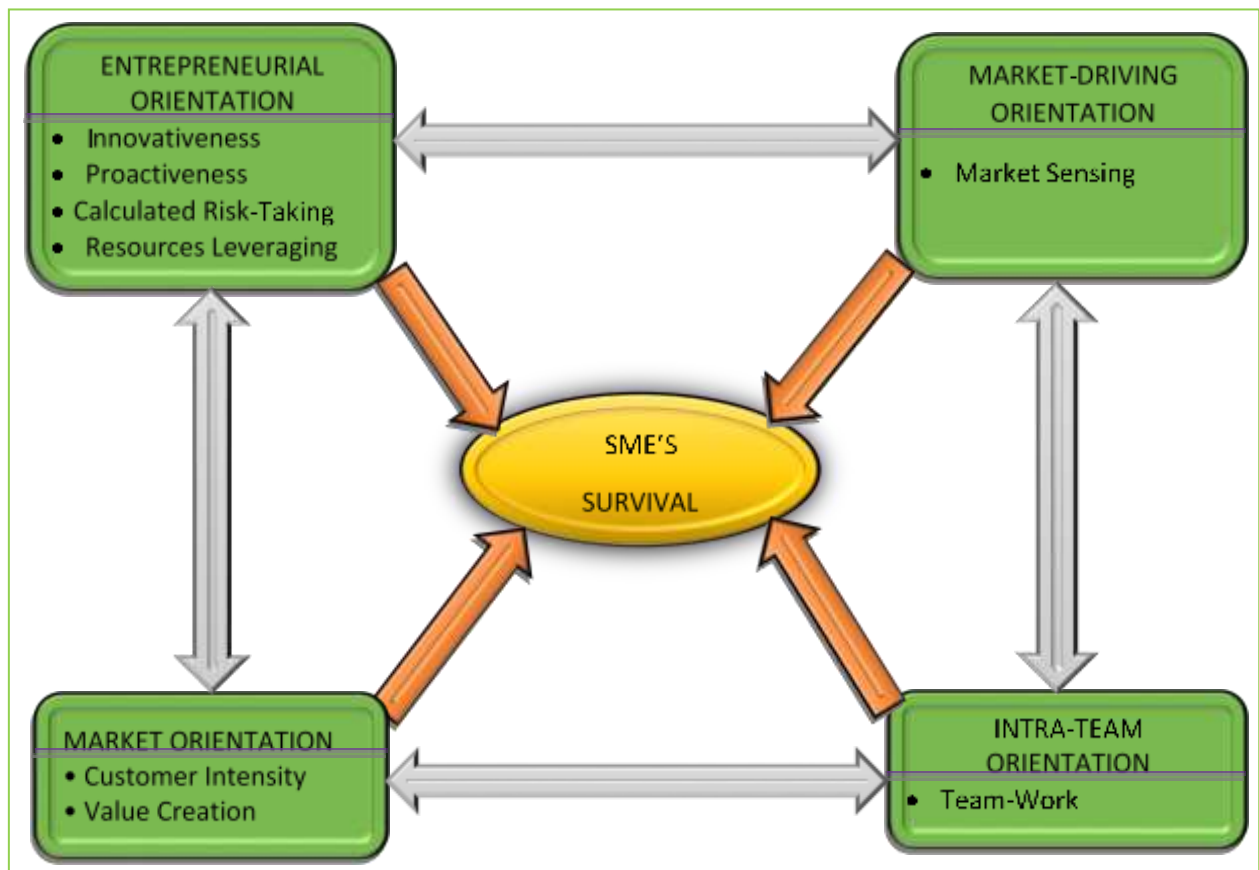 ENTREPRENEURIAL
ORIENTATION
• Innovativeness
• Proactiveness
• Calculated Risk-Taking
• Resources Leveraging
MARKET-DRIVING
ORIENTATION
• Market Sensing
SME'S
SURVIVAL
MARKET ORIENTATION
• Customer Intensity
• Value Creation
INTRA-TEAM
ORIENTATION
• Team-Work